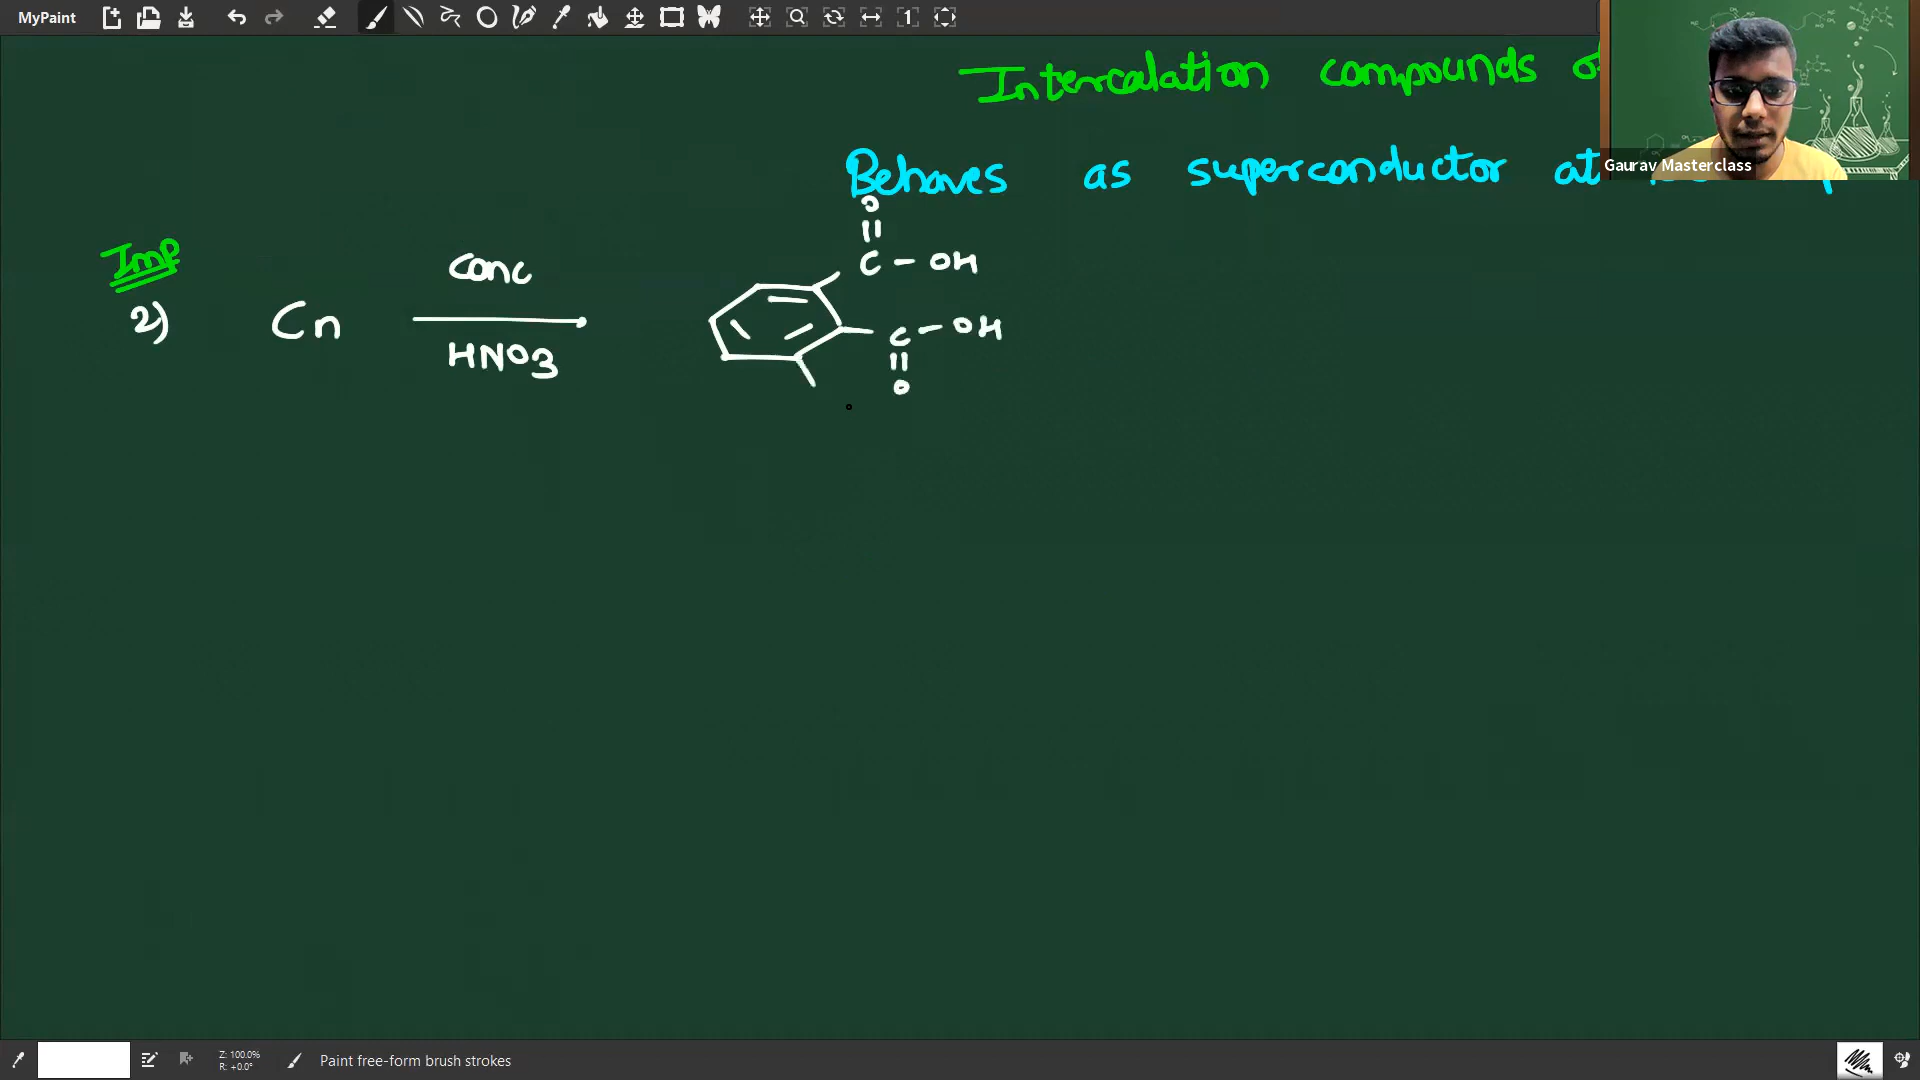 MyPaint
Intercalation compounds
Behaves as superconductor at
Gaurav Masterclass
Imp
2) Cn conc HNO3
O
C - OH
C - OH
O
Z: 100.0%
R: +0.0°
Paint free-form brush strokes